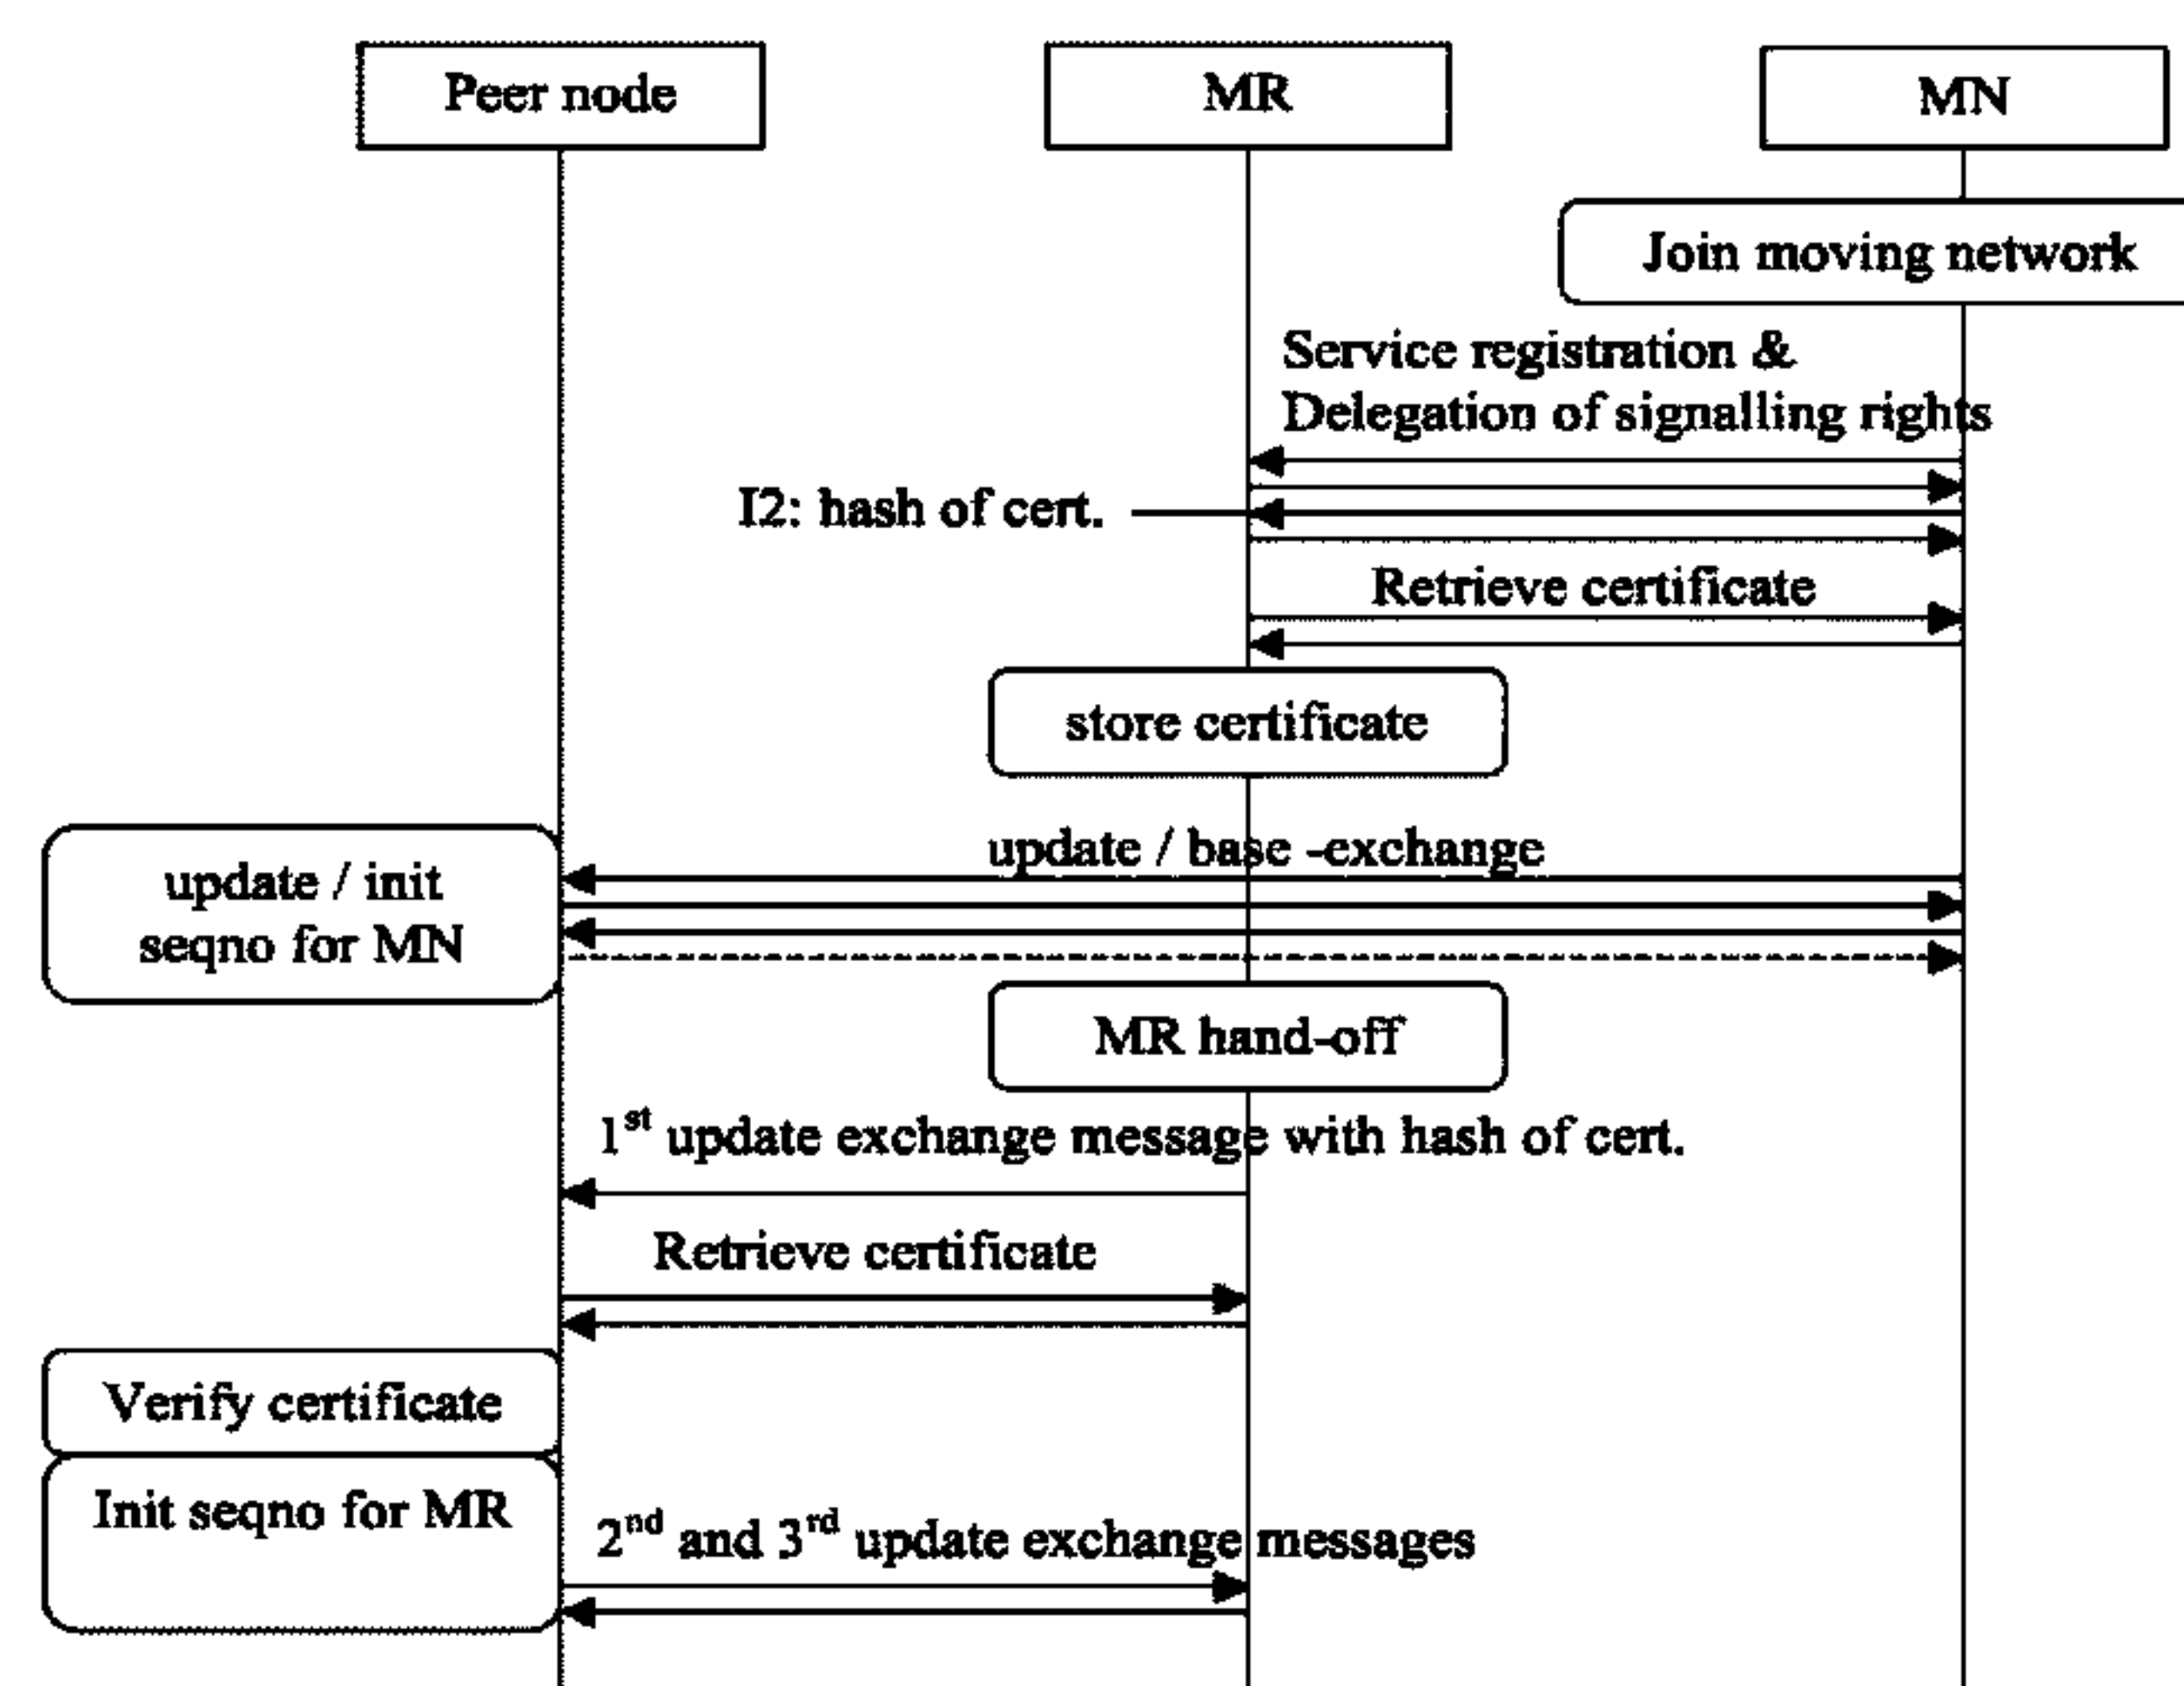 Peer node
MR
MN
Join moving network
Service registration &
Delegation of signalling rights
I2: hash of cert.
Retrieve certificate
store certificate
update / base -exchange
update / init
seqno for MN
MR hand-off
1st update exchange message with hash of cert.
Retrieve certificate
Verify certificate
Init seqno for MR
2nd and 3rd update exchange messages